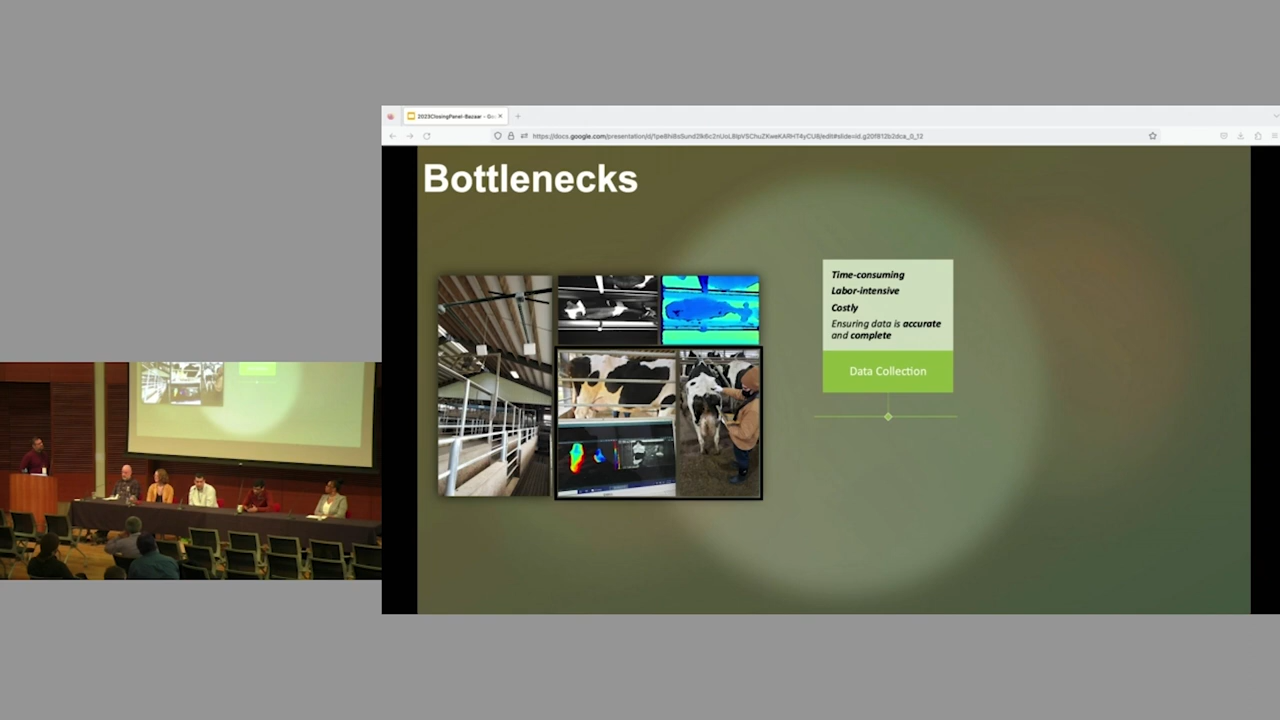 2023ClosingPanel-Bazaar - Go
Bottlenecks
Time-consuming
Labor-intensive
Costly
Ensuring data is accurate
and complete
Data Collection